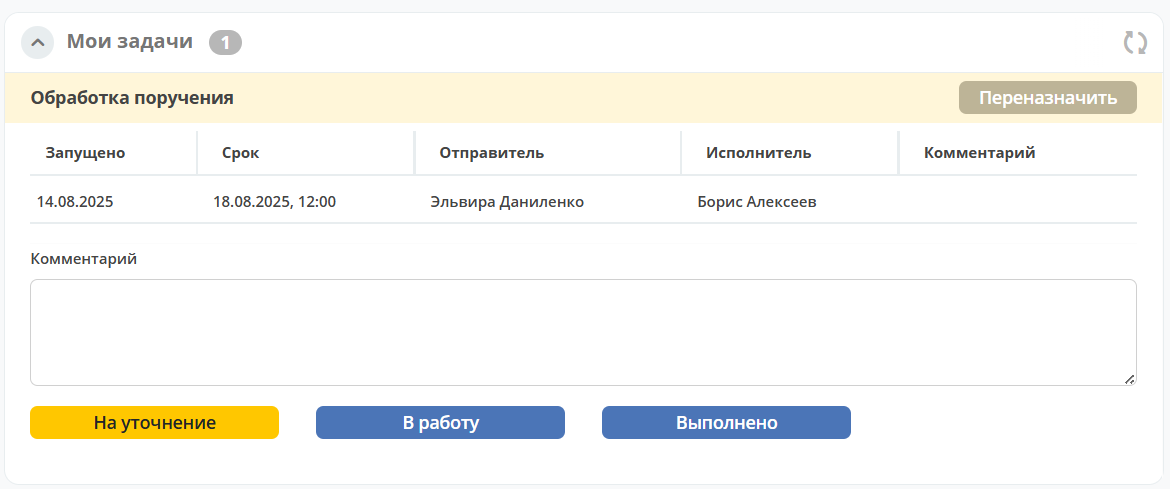 Мои задачи 1
Обработка поручения Переназначить
Запущено Срок Отправитель Исполнитель Комментарий
14.08.2025 18.08.2025, 12:00 Эльвира Даниленко Борис Алексеев
Комментарий
На уточнение В работу Выполнено